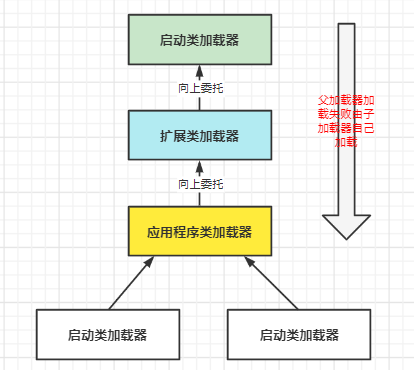 启动类加载器
向上委托
扩展类加载器
向上委托
应用程序类加载器
启动类加载器
启动类加载器
父加载器加
载失败由子
加载器自己
加载